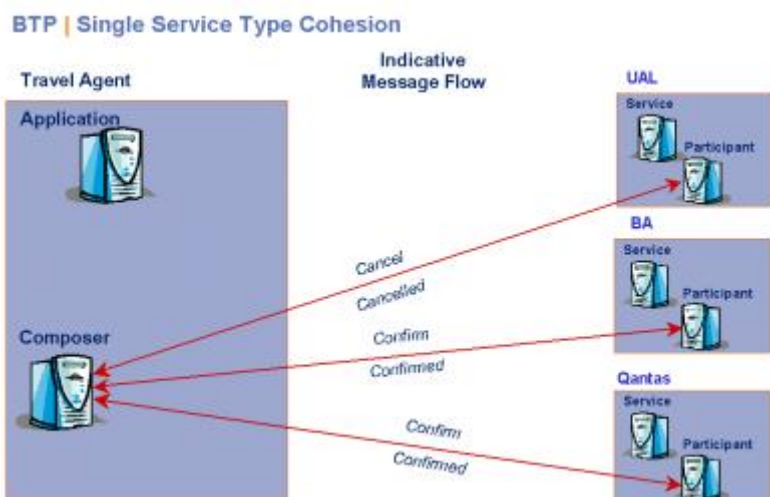 BTP | Single Service Type Cohesion
Indicative
Message Flow
Travel Agent
UAL
Application
Service
Participant
BA
Service
Participant
Cancel
Cancelled
Composer
Confirm
Confirmed
Qantas
Service
Participant
Confirm
Confirmed